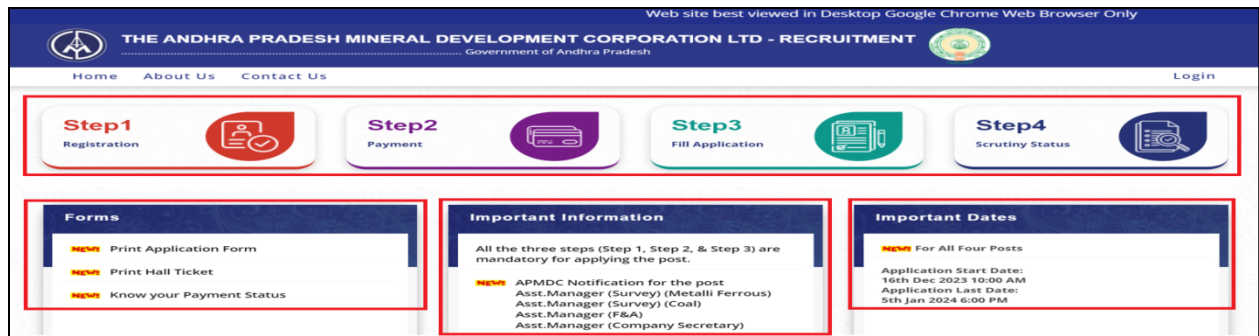 Web site best viewed in Desktop Google Chrome Web Browser Only
THE ANDHRA PRADESH MINERAL DEVELOPMENT CORPORATION LTD - RECRUITMENT
Government of Andhra Pradesh
Home About Us Contact Us Login
Step1
Registration
Step2
Payment
Step3
Fill Application
Step4
Scrutiny Status
Forms
NEW! Print Application Form
NEW! Print Hall Ticket
NEW! Know your Payment Status
Important Information
All the three steps (Step 1, Step 2, & Step 3) are
mandatory for applying the post.
NEW! APMDC Notification for the post
Asst.Manager (Survey) (Metalli Ferrous)
Asst.Manager (Survey) (Coal)
Asst.Manager (F&A)
Asst.Manager (Company Secretary)
Important Dates
NEW! For All Four Posts
Application Start Date:
16th Dec 2023 10:00 AM
Application Last Date:
5th Jan 2024 6:00 PM